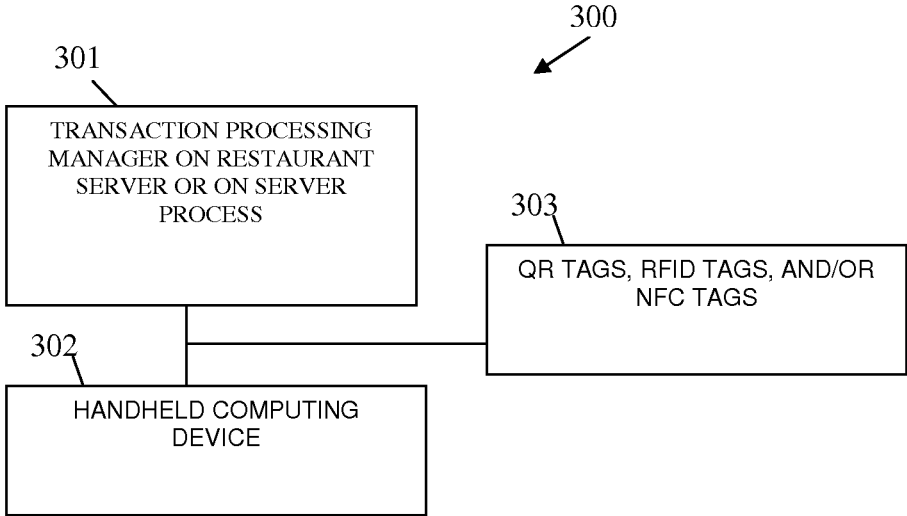 300
301
TRANSACTION PROCESSING
MANAGER ON RESTAURANT
SERVER OR ON SERVER
PROCESS
303
QR TAGS, RFID TAGS, AND/OR
NFC TAGS
302
HANDHELD COMPUTING
DEVICE